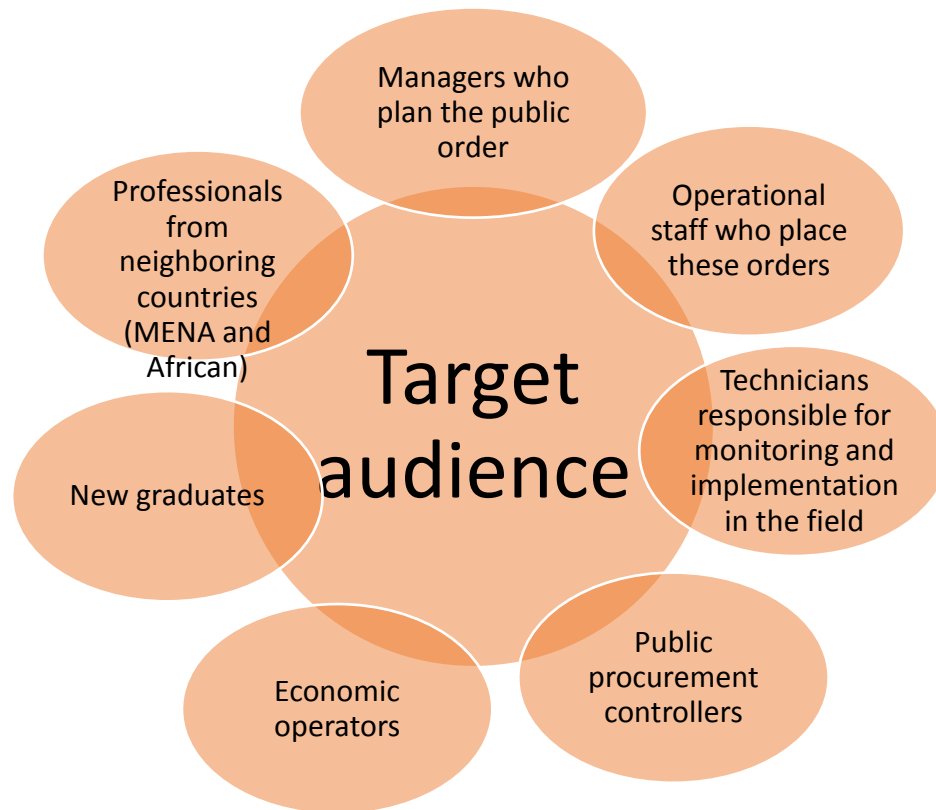 Managers who
plan the public
order
Operational
staff who place
these orders
Technicians
responsible for
monitoring and
implementation
in the field
Public
procurement
controllers
Economic
operators
New graduates
Professionals
from
neighboring
countries
(MENA and
African)
Target
audience